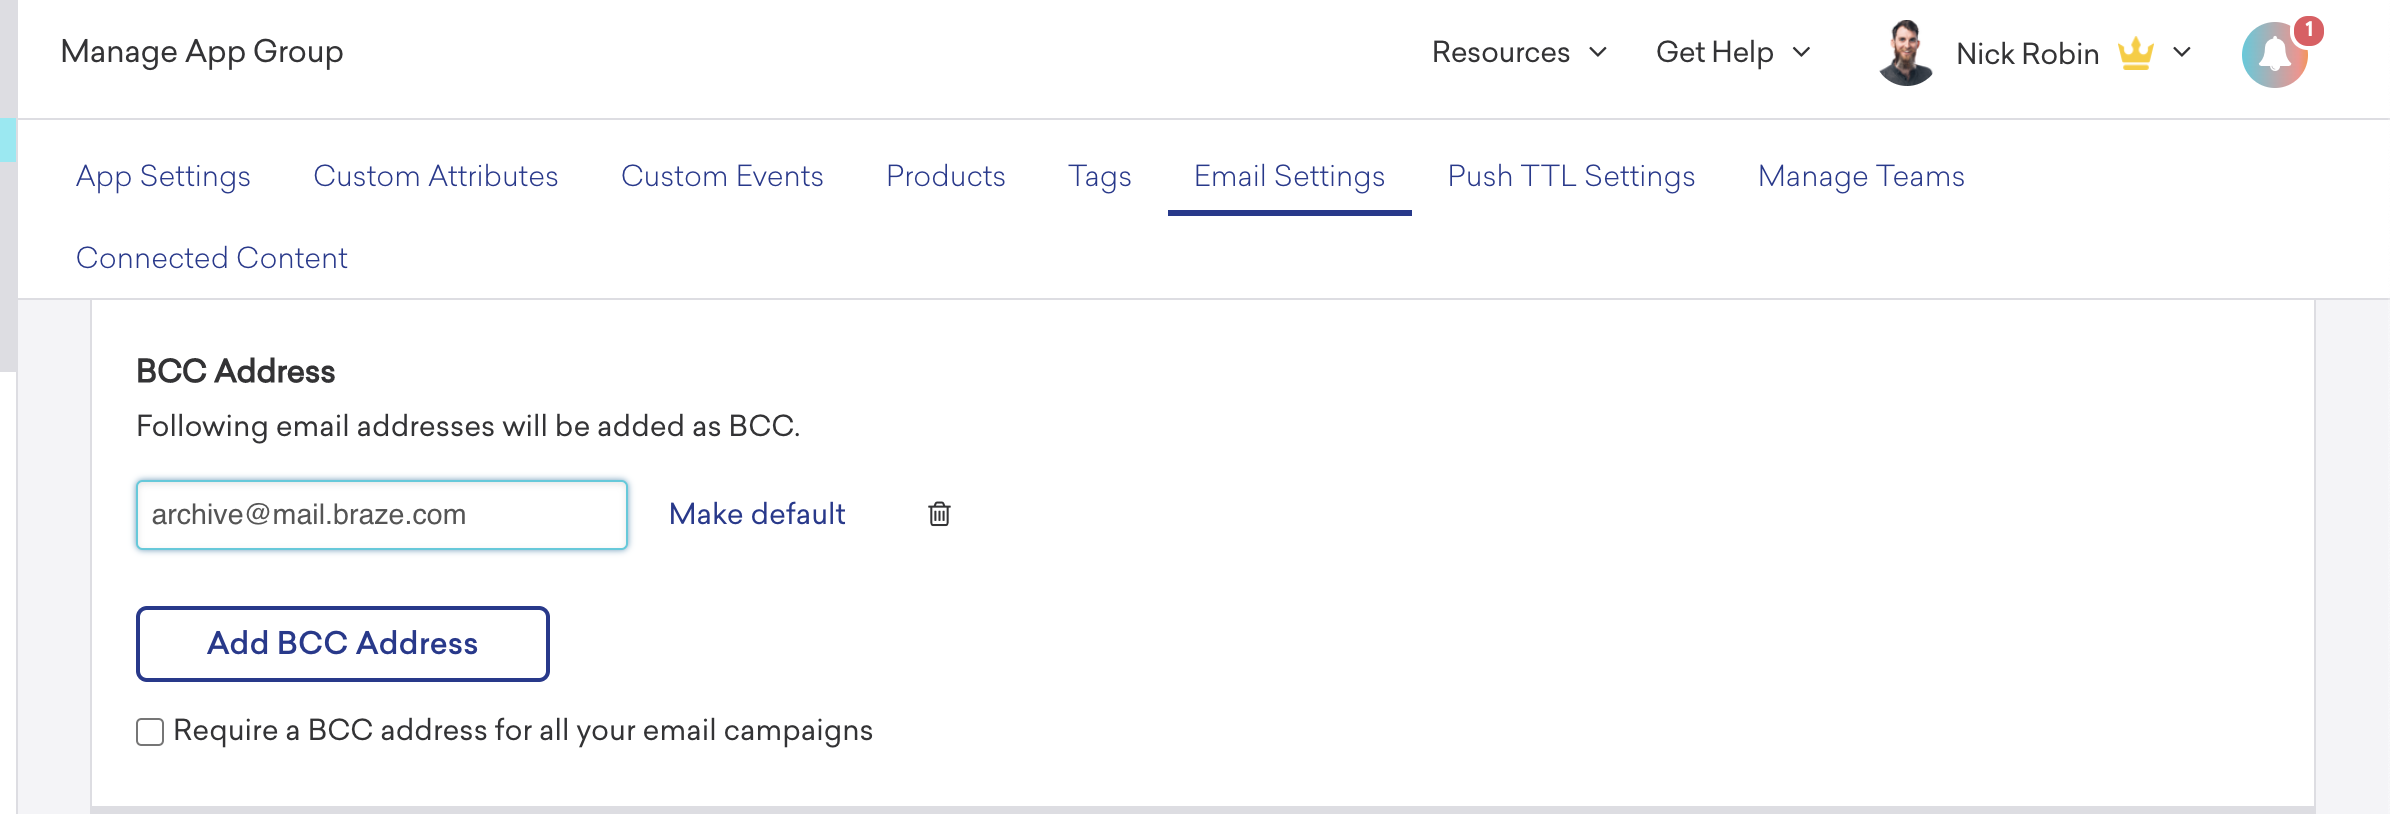 Manage App Group
Resources
Get Help
Nick Robin
1
App Settings
Custom Attributes
Custom Events
Products
Tags
Email Settings
Push TTL Settings
Manage Teams
Connected Content
BCC Address
Following email addresses will be added as BCC.
archive@mail.braze.com
Make default
Add BCC Address
Require a BCC address for all your email campaigns